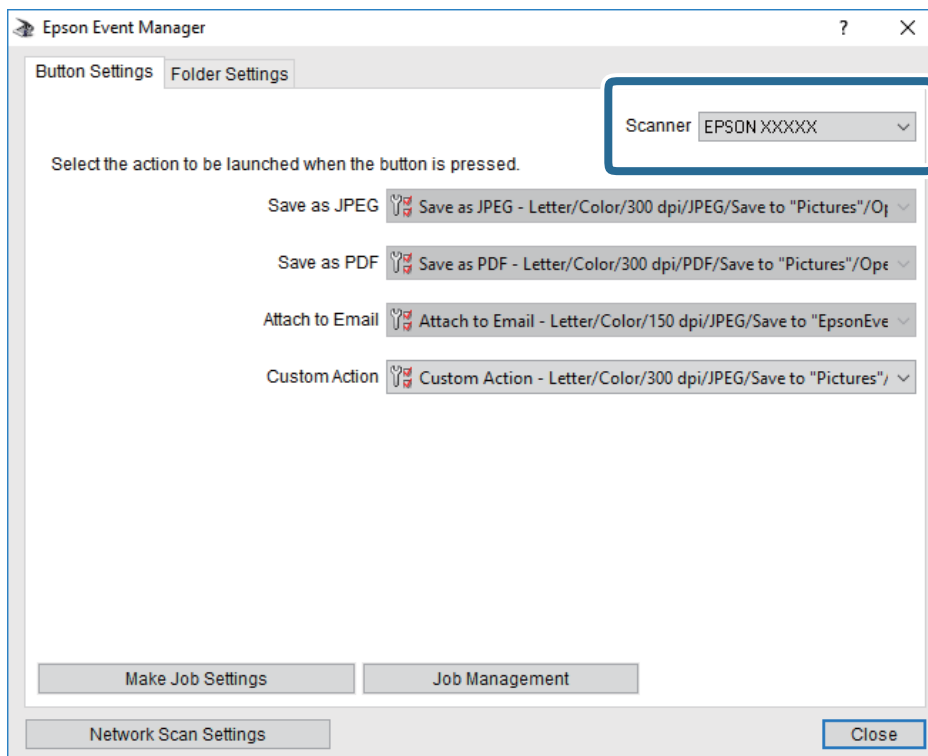 Epson Event Manager
Button Settings Folder Settings
Scanner EPSON XXXXX
Select the action to be launched when the button is pressed.
Save as JPEG Save as JPEG - Letter/Color/300 dpi/JPEG/Save to "Pictures"/Op
Save as PDF Save as PDF - Letter/Color/300 dpi/PDF/Save to "Pictures"/Ope
Attach to Email Attach to Email - Letter/Color/150 dpi/JPEG/Save to "EpsonEve
Custom Action Custom Action - Letter/Color/300 dpi/JPEG/Save to "Pictures"/
Make Job Settings Job Management
Network Scan Settings Close